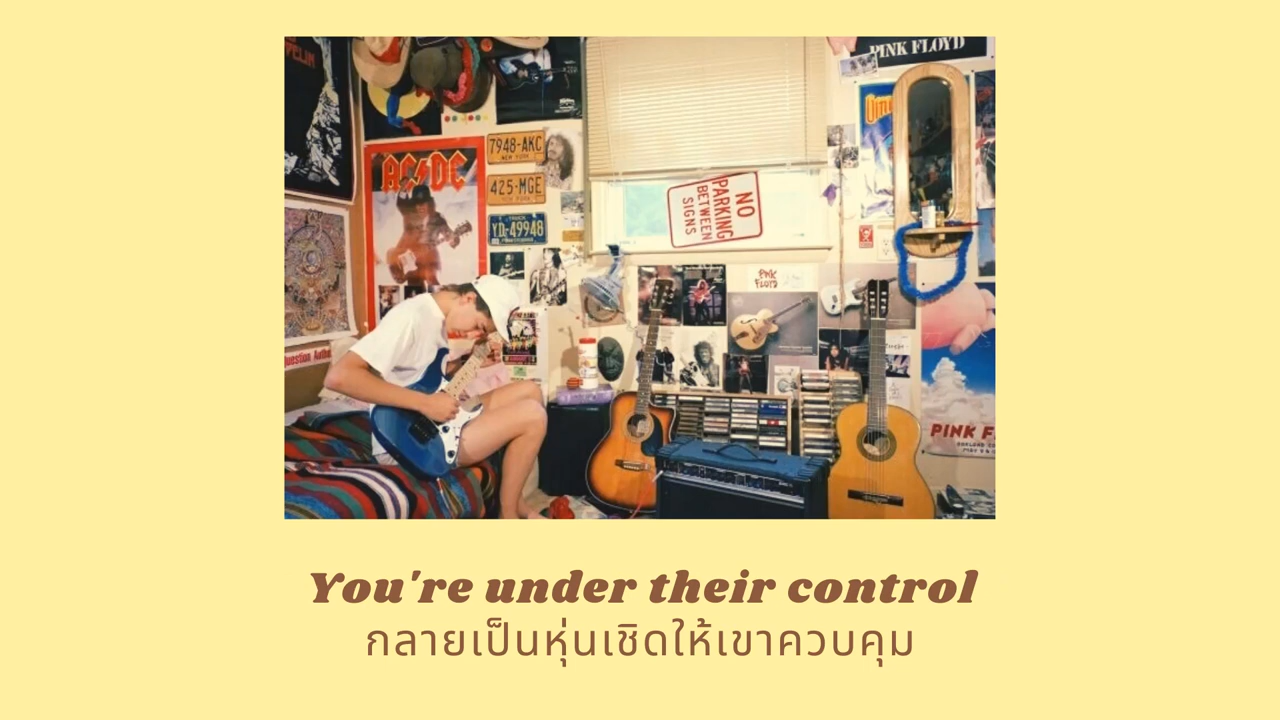 PINK FLOYD
AC/DC
7948-AKC
NEW YORK
425-MGE
YD-49948
NO
PARKING
BETWEEN
SIGNS
PINK
FLOYD
PINK F
You're under their control
กลายเป็นหุ่นเชิดให้เขาควบคุม